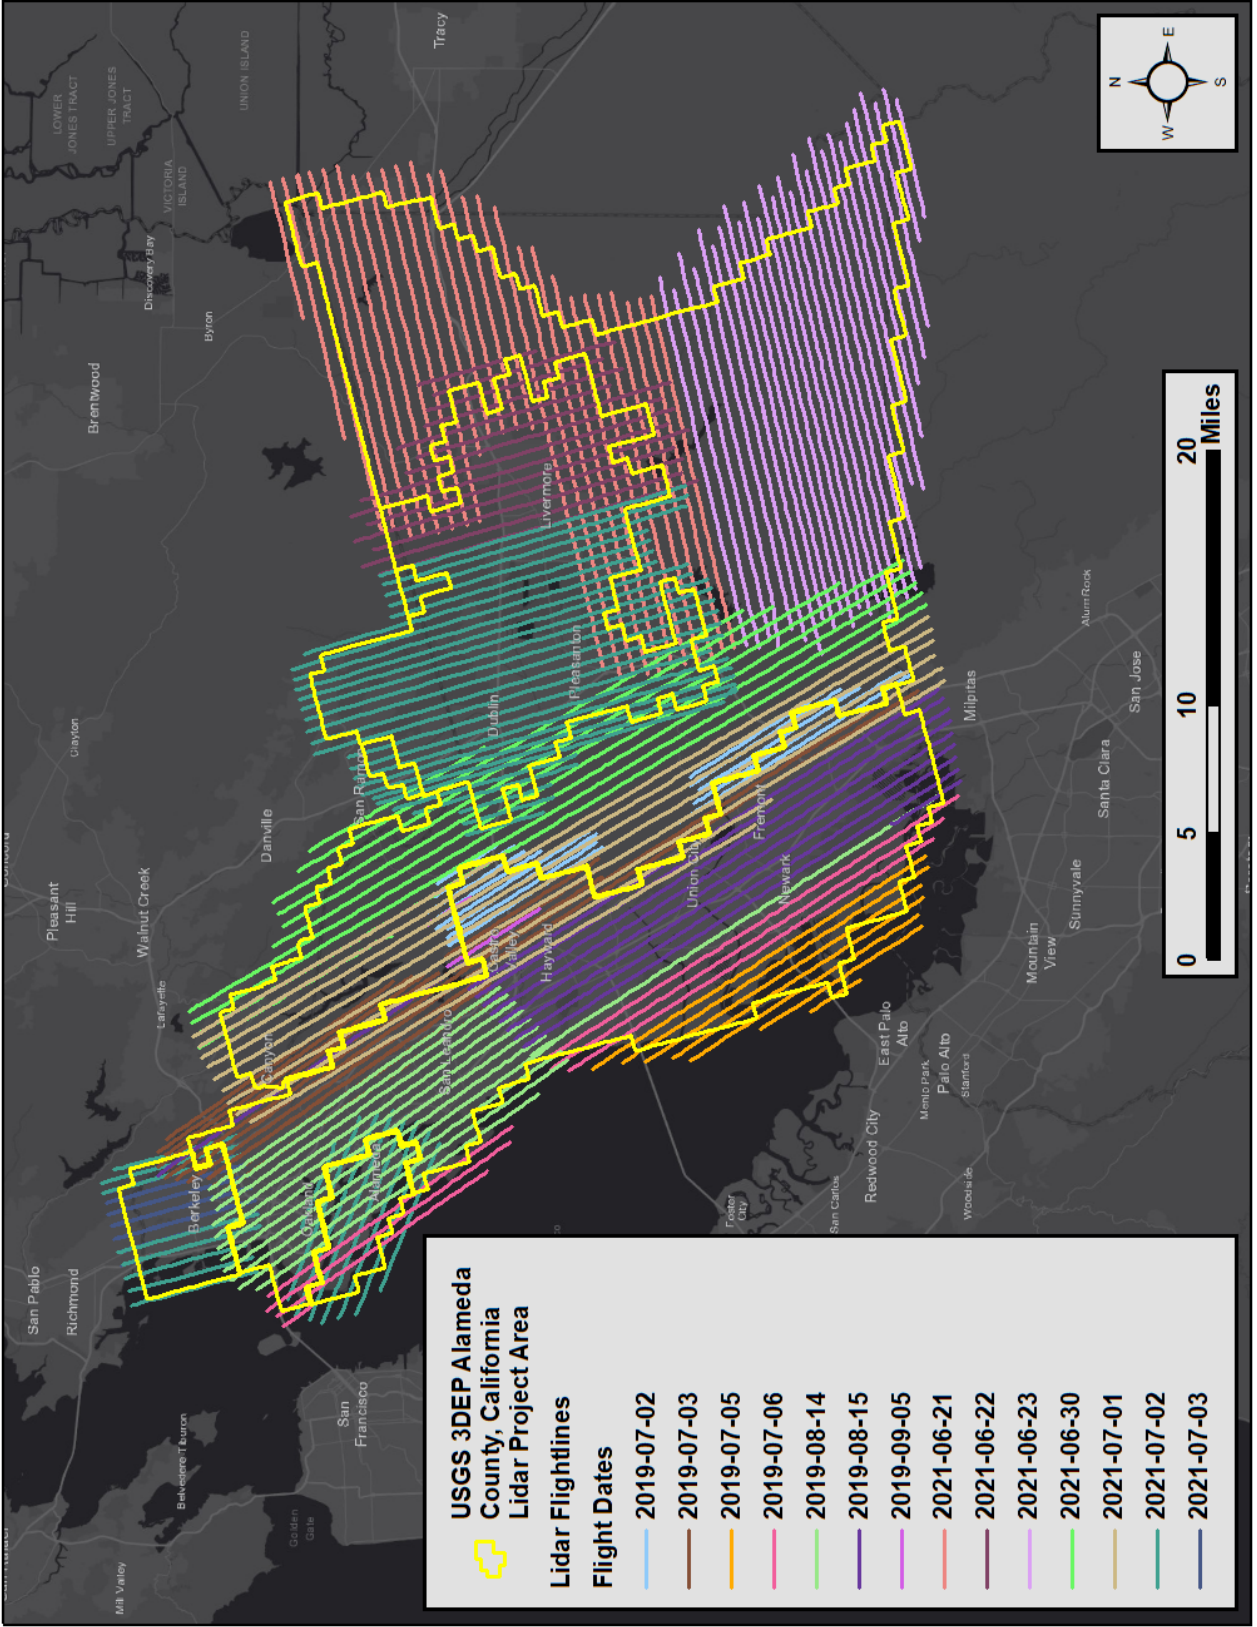 USGS 3DEP Alameda
County, California
Lidar Project Area
Lidar Flightlines
Flight Dates
2019-07-02
2019-07-03
2019-07-05
2019-07-06
2019-08-14
2019-08-15
2019-09-05
2021-06-21
2021-06-22
2021-06-23
2021-06-30
2021-07-01
2021-07-02
2021-07-03
0
5
10
20
Miles
N
W
E
S
Mill Valley
Belvedere Tiburon
Golden
Gate
San
Francisco
San Pablo
Richmond
Berkeley
Oakland
Alameda
Canyon
Lafayette
Walnut Creek
Pleasant
Hill
Danville
Clayton
Brentwood
Byron
Discovery Bay
VICTORIA
ISLAND
LOWER
JONES TRACT
UPPER JONES
TRACT
UNION ISLAND
Tracy
Livermore
Pleasanton
Dublin
San Leandro
Castro
Valley
Hayward
Union City
Newark
Fremont
Milpitas
Alum Rock
San Jose
Santa Clara
Sunnyvale
Mountain
View
East Palo
Alto
Palo Alto
Menlo Park
Stanford
Redwood City
Woodside
San Carlos
Foster
City